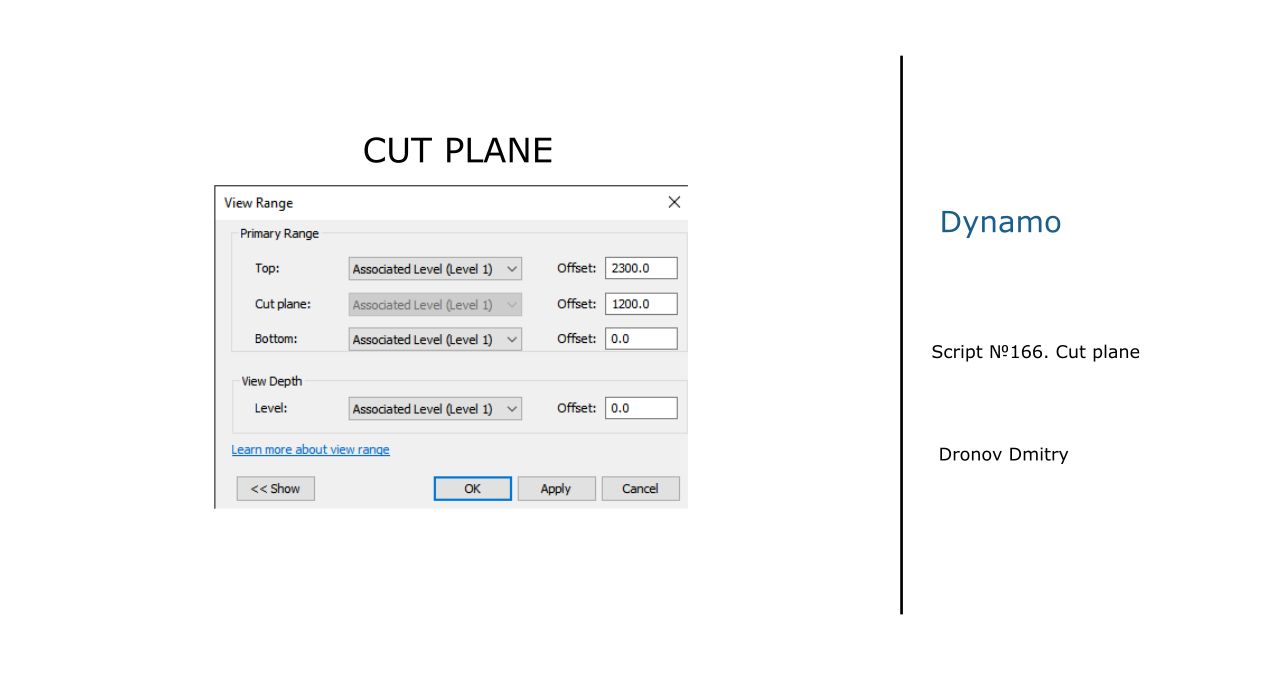 CUT PLANE
View Range
Primary Range
Top: Associated Level (Level 1) Offset: 2300.0
Cut plane: Associated Level (Level 1) Offset: 1200.0
Bottom: Associated Level (Level 1) Offset: 0.0
View Depth
Level: Associated Level (Level 1) Offset: 0.0
Learn more about view range
<< Show OK Apply Cancel
Dynamo
Script №166. Cut plane
Dronov Dmitry